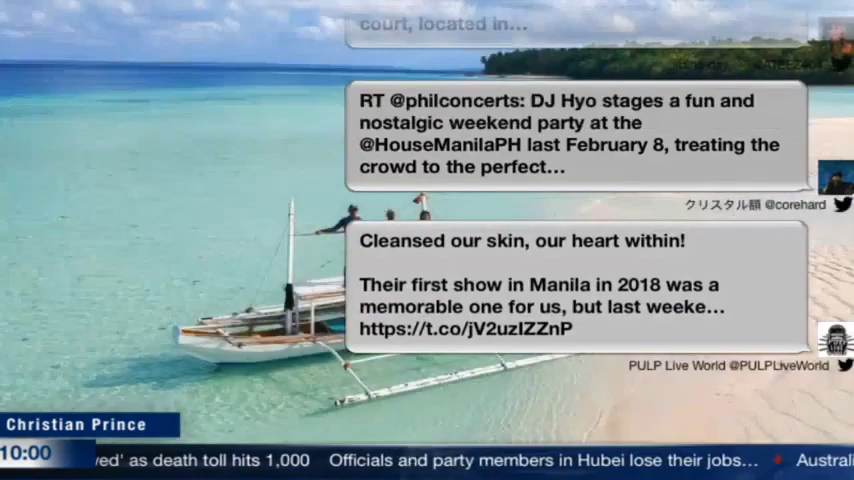 court, located in...
RT @philconcerts: DJ Hyo stages a fun and
nostalgic weekend party at the
@HouseManilaPH last February 8, treating the
crowd to the perfect...
クリスタル額 @corehard
Cleansed our skin, our heart within!
Their first show in Manila in 2018 was a
memorable one for us, but last weeke...
https://t.co/jV2uzIZZnP
PULP Live World @PULPLiveWorld
Christian Prince
10:00
wed' as death toll hits 1,000 Officials and party members in Hubei lose their jobs... Austral